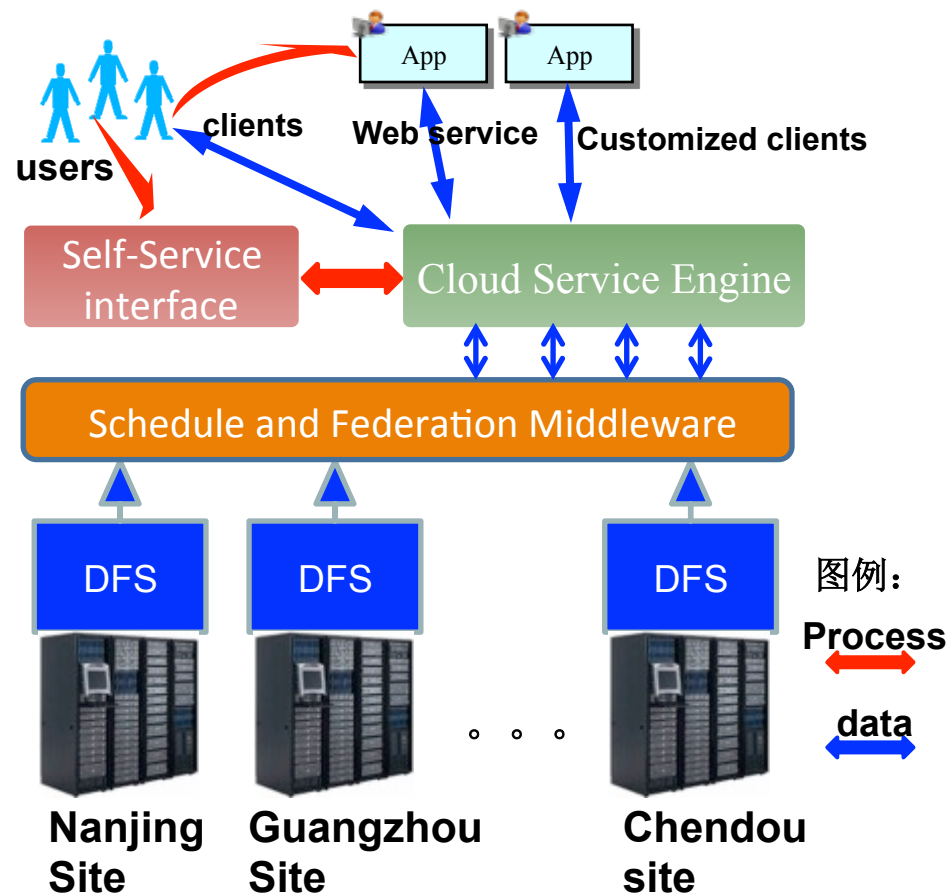 App
App
clients
Web service
Customized clients
users
Self-Service
interface
Cloud Service Engine
Schedule and Federation Middleware
DFS
DFS
DFS
图例：
Process
data
。。。
Nanjing
Site
Guangzhou
Site
Chendou
site